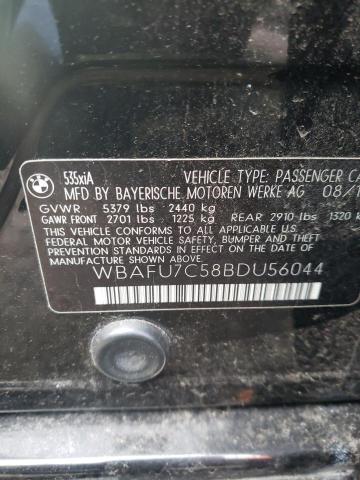 BMW
535xiA VEHICLE TYPE: PASSENGER
MFD BY BAYERISCHE MOTOREN WERKE AG 08/
GVWR 5379 lbs 2440 kg
GAWR FRONT 2701 lbs 1225 kg REAR 2910 lbs 1320
THIS VEHICLE CONFORMS TO ALL APPLICABLE U.S.
FEDERAL MOTOR VEHICLE SAFETY, BUMPER, AND
THEFT PREVENTION STANDARDS IN EFFECT ON THE
DATE OF MANUFACTURE SHOWN ABOVE.
WBAFU7C58BDU56044